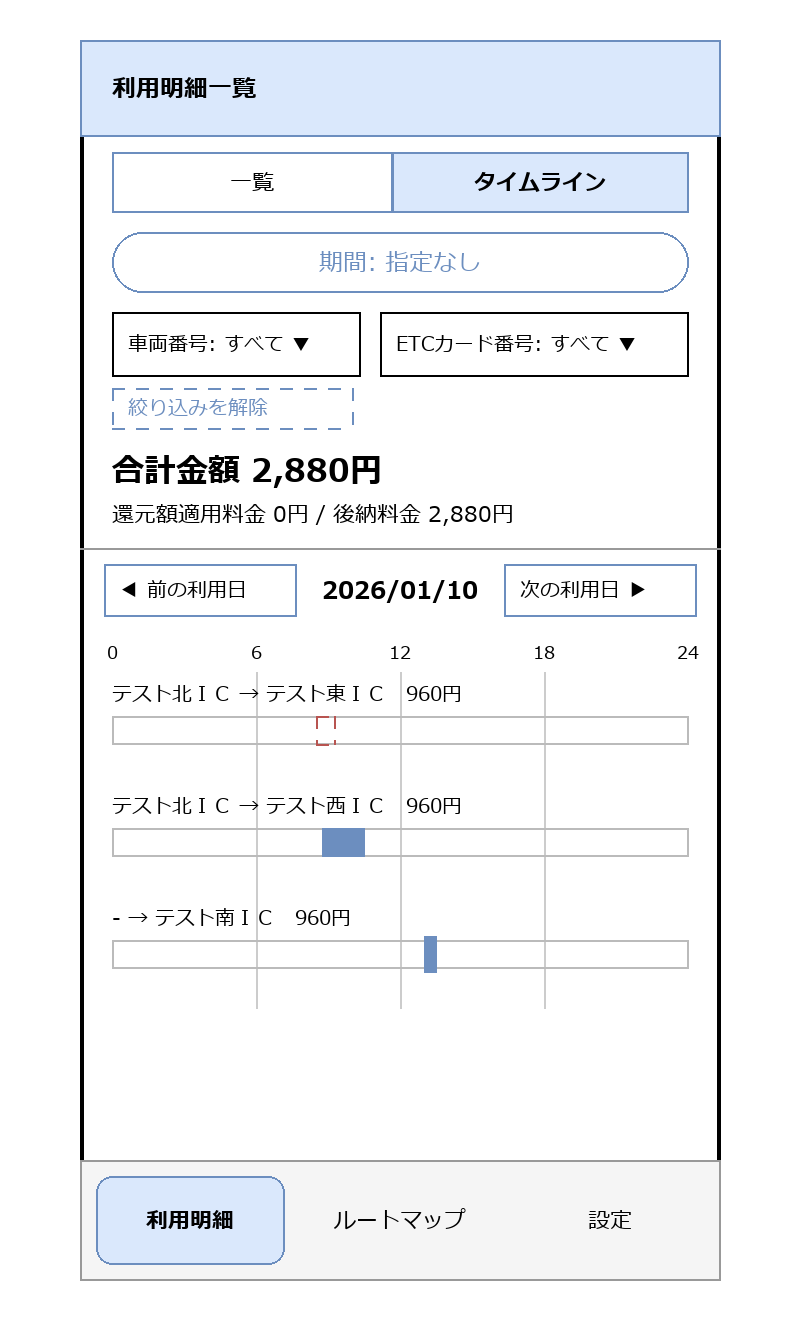 利用明細一覧
一覧 タイムライン
期間: 指定なし
車両番号: すべて ▼ ETCカード番号: すべて ▼
絞り込みを解除
合計金額 2,880円
還元額適用料金 0円 / 後納料金 2,880円
◀ 前の利用日 2026/01/10 次の利用日 ▶
0 6 12 18 24
テスト北ＩＣ → テスト東ＩＣ　960円
テスト北ＩＣ → テスト西ＩＣ　960円
- → テスト南ＩＣ　960円
利用明細 ルートマップ 設定